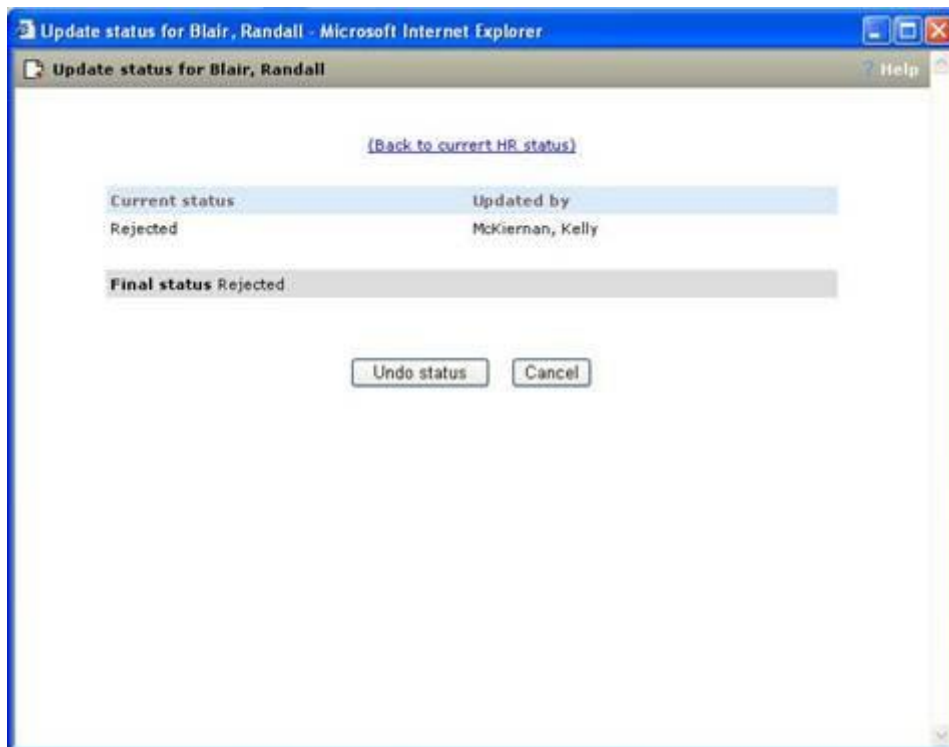 Update status for Blair, Randall - Microsoft Internet Explorer
Update status for Blair, Randall ? Help
(Back to currert HR status)
Current status Updated by
Rejected McKiernan, Kelly
Final status Rejected
Undo status Cancel